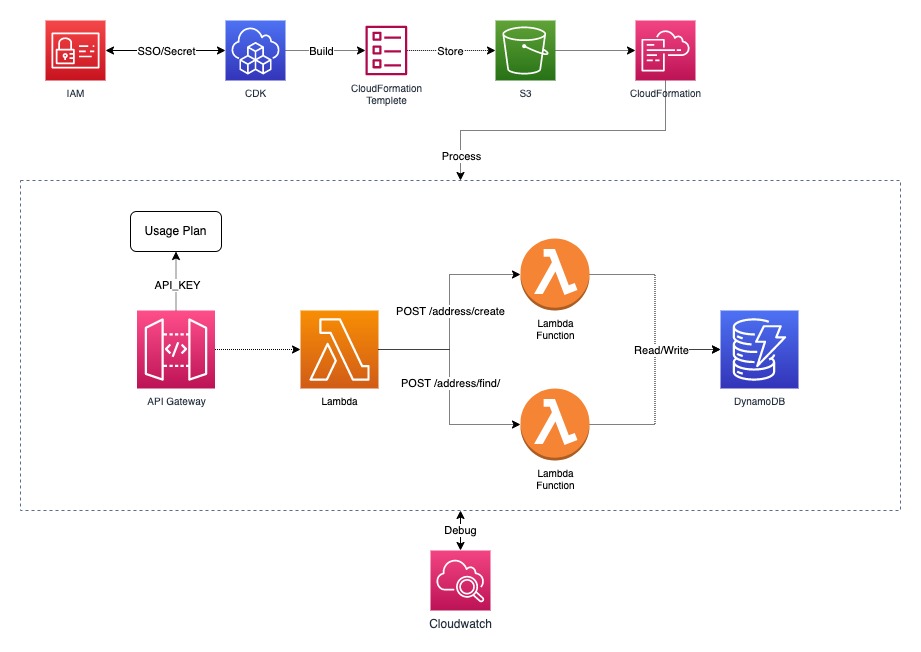 SSO/Secret
Build
Store
IAM
CDK
CloudFormation
Templete
S3
CloudFormation
Process
Usage Plan
API_KEY
POST /address/create
Lambda
Function
</>
Read/Write
POST /address/find/
API Gateway
Lambda
DynamoDB
Lambda
Function
Debug
Cloudwatch